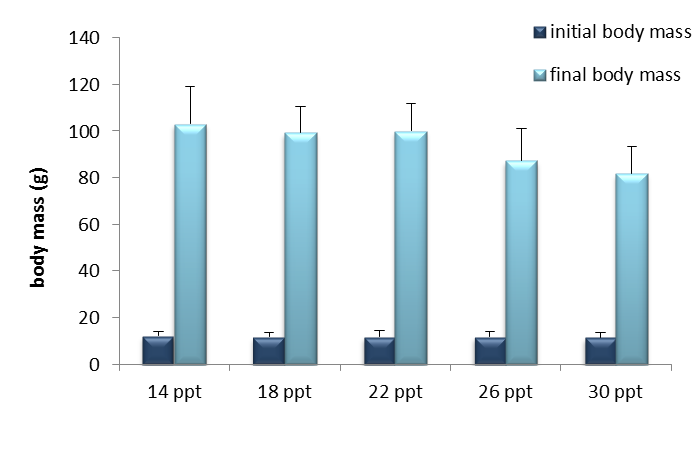 initial body mass
final body mass
body mass (g)
140
120
100
80
60
40
20
0
14 ppt
18 ppt
22 ppt
26 ppt
30 ppt